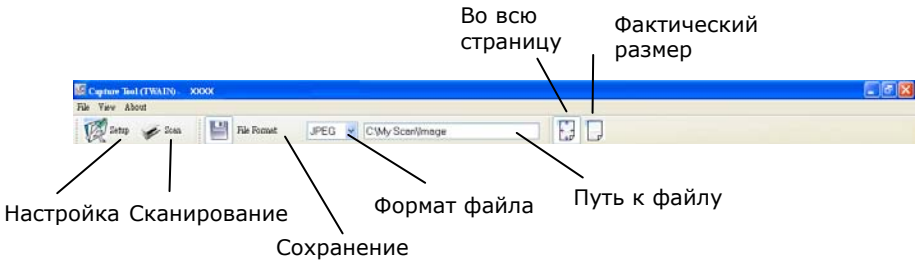 Во всю
страницу
Фактический
размер
Capture Tool (TWAIN) - XXXX
File View About
Setup Scan File Format JPEG C:\My Scan\Image
Настройка Сканирование
Формат файла
Путь к файлу
Сохранение